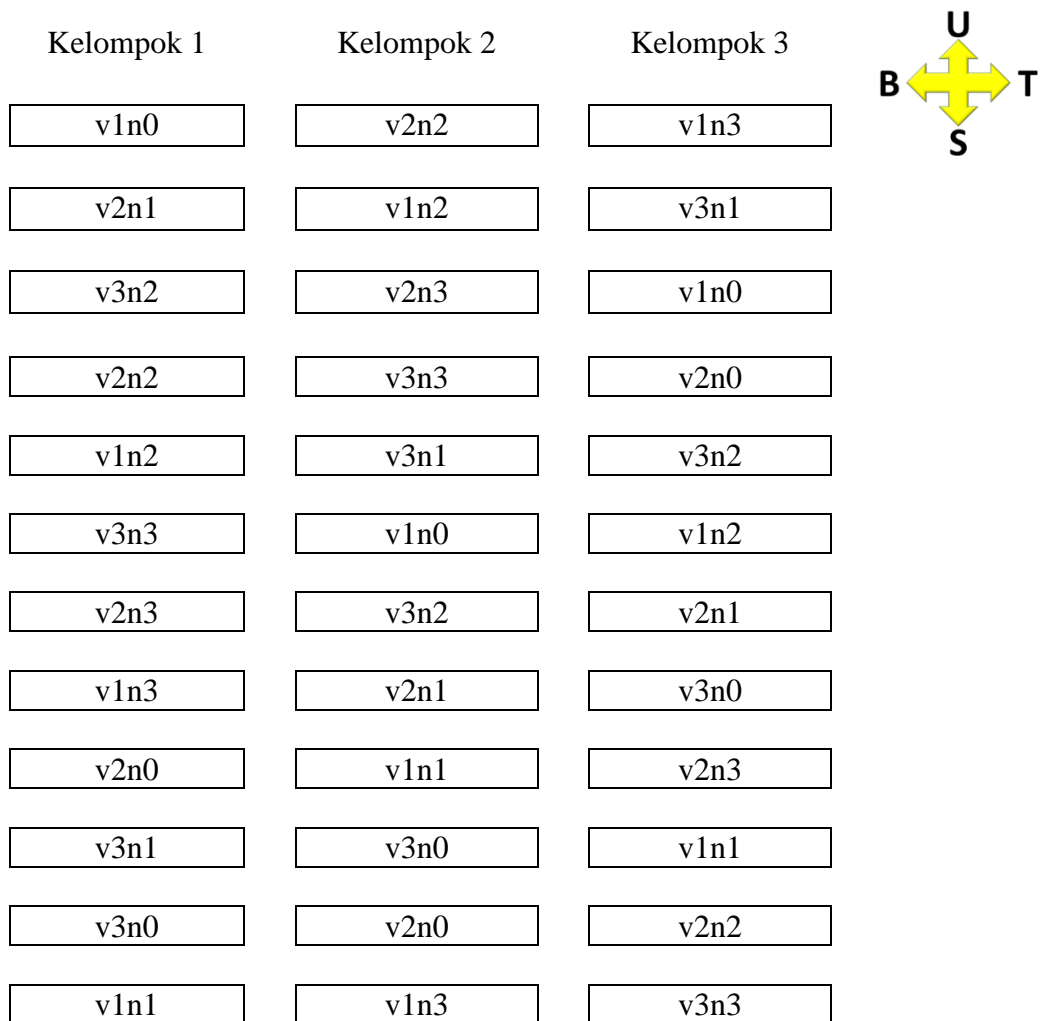 Kelompok 1 Kelompok 2 Kelompok 3
U
B T
S
v1n0 v2n2 v1n3
v2n1 v1n2 v3n1
v3n2 v2n3 v1n0
v2n2 v3n3 v2n0
v1n2 v3n1 v3n2
v3n3 v1n0 v1n2
v2n3 v3n2 v2n1
v1n3 v2n1 v3n0
v2n0 v1n1 v2n3
v3n1 v3n0 v1n1
v3n0 v2n0 v2n2
v1n1 v1n3 v3n3